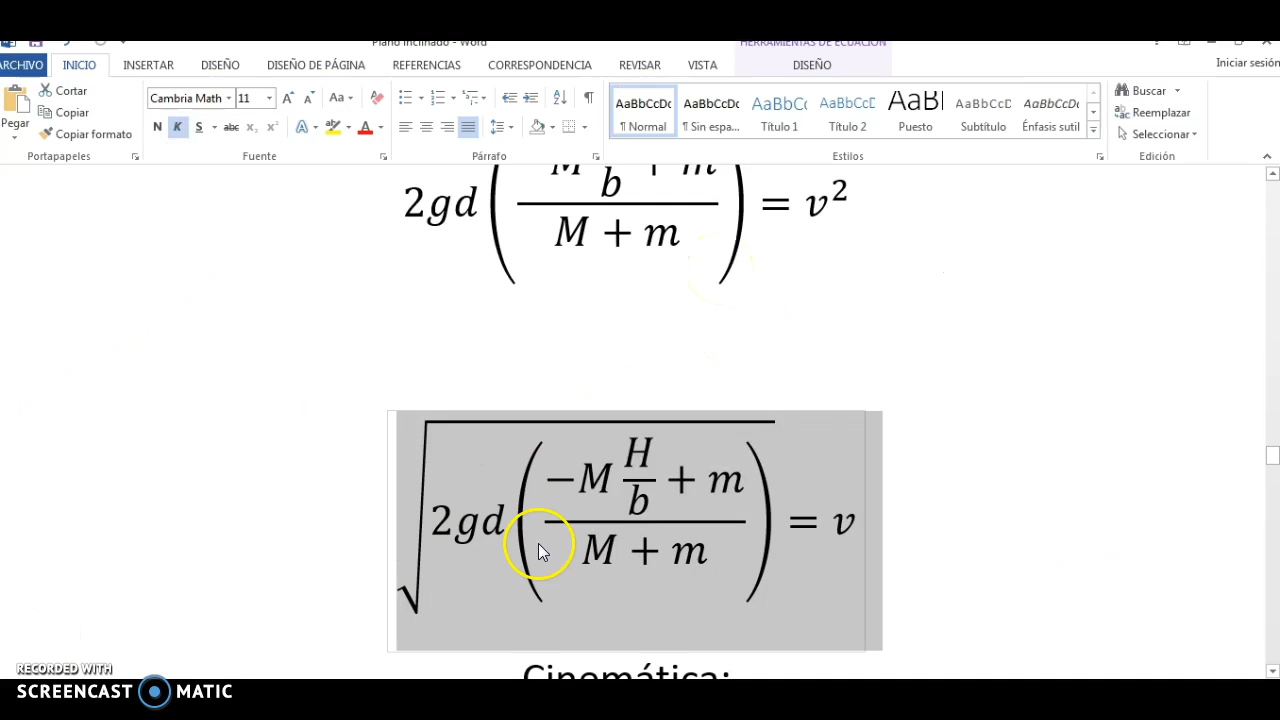 Plano inclinado - Word
HERRAMIENTAS DE ECUACIÓN
ARCHIVO INICIO INSERTAR DISEÑO DISEÑO DE PÁGINA REFERENCIAS CORRESPONDENCIA REVISAR VISTA DISEÑO Iniciar sesión
Pegar
Cortar
Copiar
Copiar formato
Portapapeles
Cambria Math 11
Fuente
Párrafo
AaBbCcDc AaBbCcDc AaBbCc AaBbCcD AaBl AaBbCcD AaBbCcDc
¶ Normal ¶ Sin espa... Título 1 Título 2 Puesto Subtítulo Énfasis sutil
Estilos
Buscar
Reemplazar
Seleccionar
Edición
2gd((M/b + m)/(M + m)) = v²
√(2gd((−M H/b + m)/(M + m))) = v
Cinemática:
RECORDED WITH
SCREENCAST MATIC